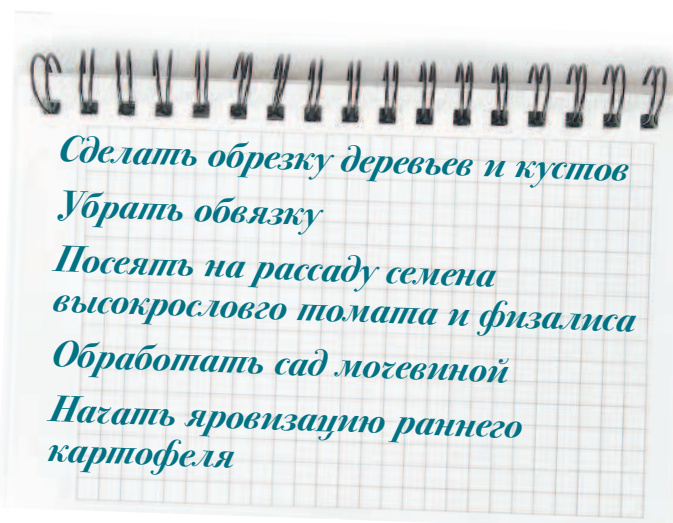 Сделать обрезку деревьев и кустов
Убрать обвязку
Посеять на рассаду семена
высокрословго томата и физалиса
Обработать сад мочевиной
Начать яровизацию раннего
картофеля